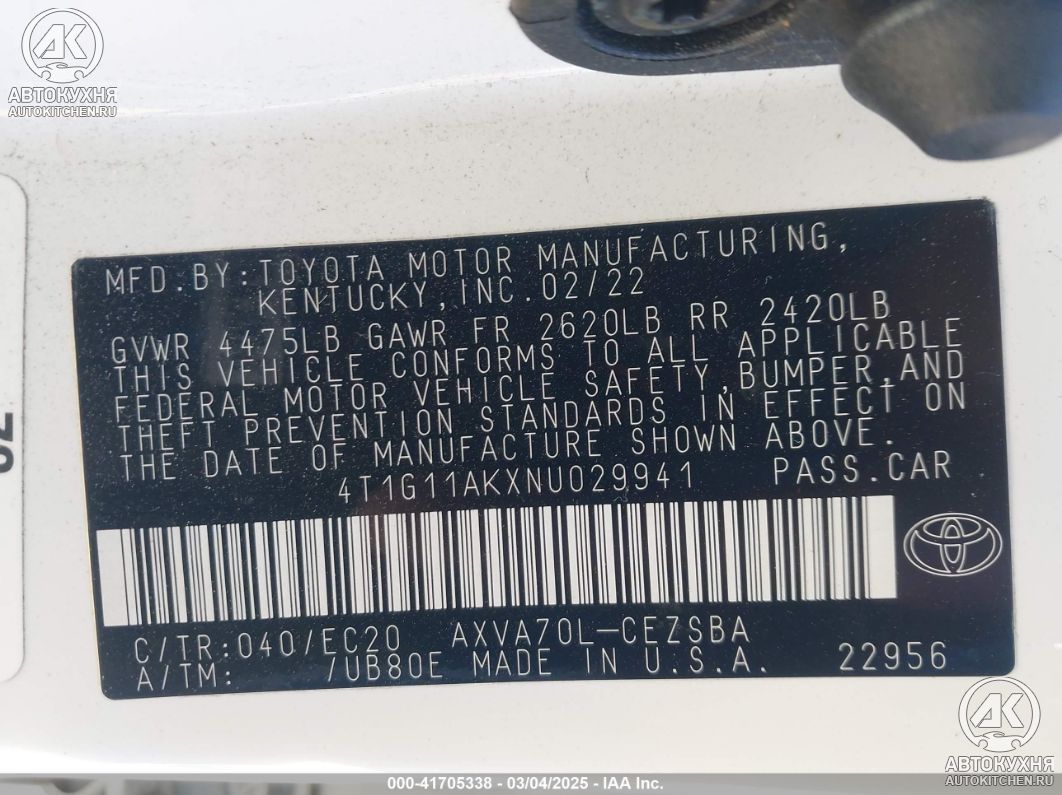 АВТОКУХНЯ
AUTOKITCHEN.RU
MFD.BY:TOYOTA MOTOR MANUFACTURING,
KENTUCKY,INC.02/22
GVWR 4475LB GAWR FR 2620LB RR 2420LB
THIS VEHICLE CONFORMS TO ALL APPLICABLE
FEDERAL MOTOR VEHICLE SAFETY,BUMPER,AND
THEFT PREVENTION STANDARDS IN EFFECT ON
THE DATE OF MANUFACTURE SHOWN ABOVE.
4T1G11AKXNU029941 PASS.CAR
C/TR:040/EC20 AXVA70L-CEZSBA
A/TM: /UB80E MADE IN U.S.A. 22956
АВТОКУХНЯ
AUTOKITCHEN.RU
000-41705338 - 03/04/2025 - IAA Inc.